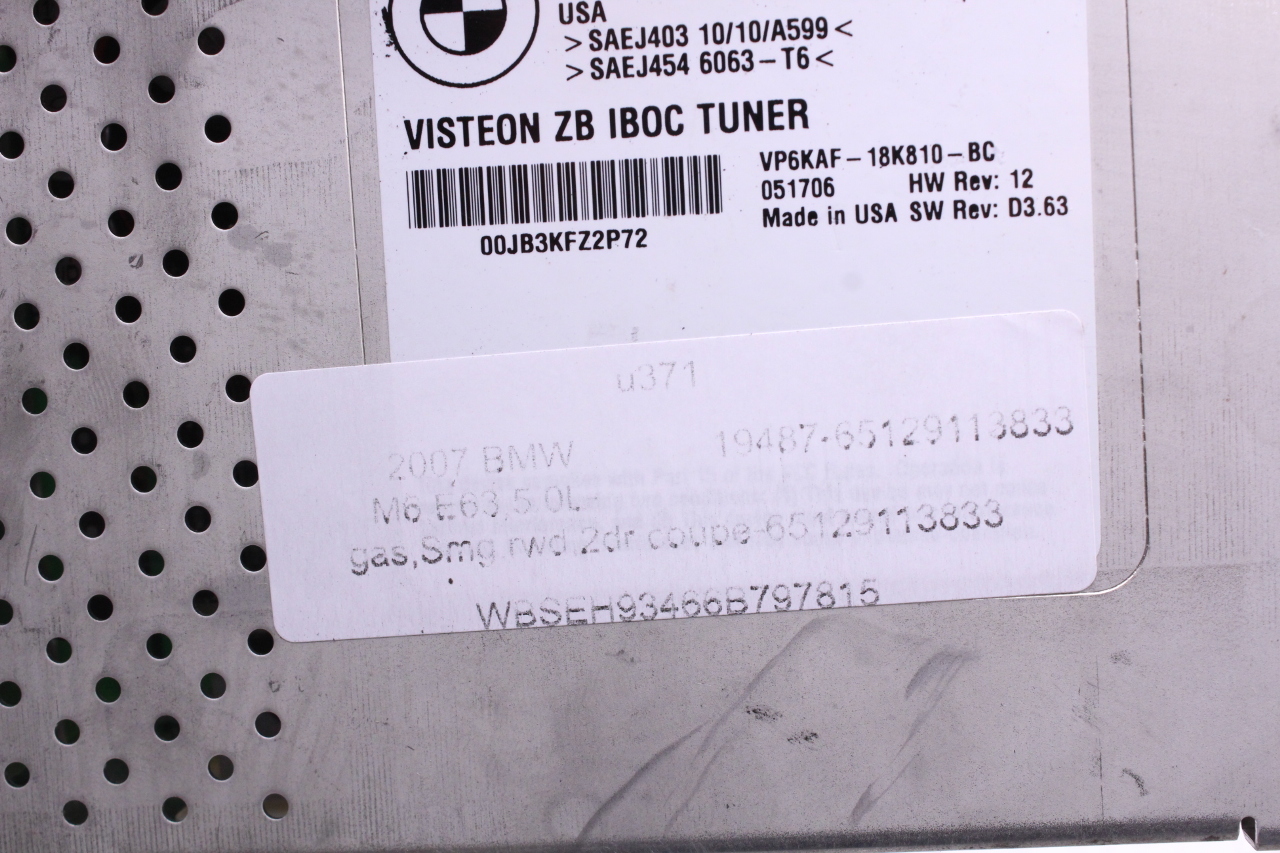 USA
>SAEJ403 10/10/A599<
>SAEJ454 6063-T6<
VISTEON ZB IBOC TUNER
VP6KAF-18K810-BC
051706 HW Rev: 12
Made in USA SW Rev: D3.63
00JB3KFZ2P72
u371
2007 BMW 19487-65129113833
M6 E63,5.0L
gas,Smg,rwd,2dr coupe-65129113833
WBSEH93466B797815